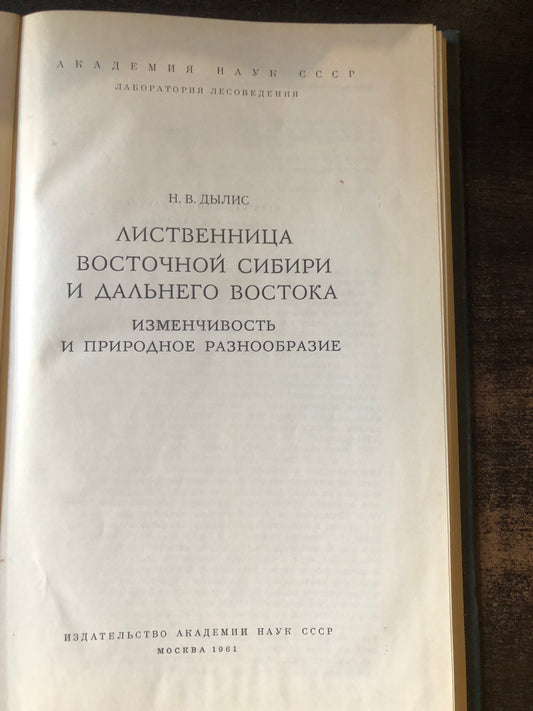 АКАДЕМИЯ НАУК СССР
ЛАБОРАТОРИЯ ЛЕСОВЕДЕНИЯ
Н. В. ДЫЛИС
ЛИСТВЕННИЦА
ВОСТОЧНОЙ СИБИРИ
И ДАЛЬНЕГО ВОСТОКА
ИЗМЕНЧИВОСТЬ
И ПРИРОДНОЕ РАЗНООБРАЗИЕ
ИЗДАТЕЛЬСТВО АКАДЕМИИ НАУК СССР
МОСКВА 1961